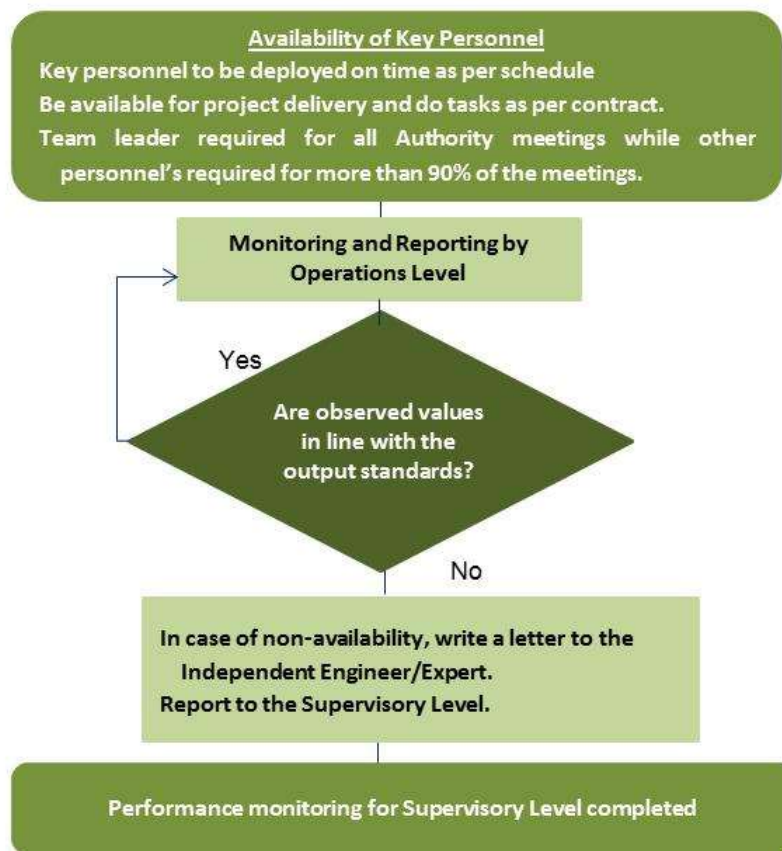 Availability of Key Personnel
Key personnel to be deployed on time as per schedule
Be available for project delivery and do tasks as per contract.
Team leader required for all Authority meetings while other
personnel's required for more than 90% of the meetings.
Monitoring and Reporting by
Operations Level
Yes
Are observed values
in line with the
output standards?
No
In case of non-availability, write a letter to the
Independent Engineer/Expert.
Report to the Supervisory Level.
Performance monitoring for Supervisory Level completed